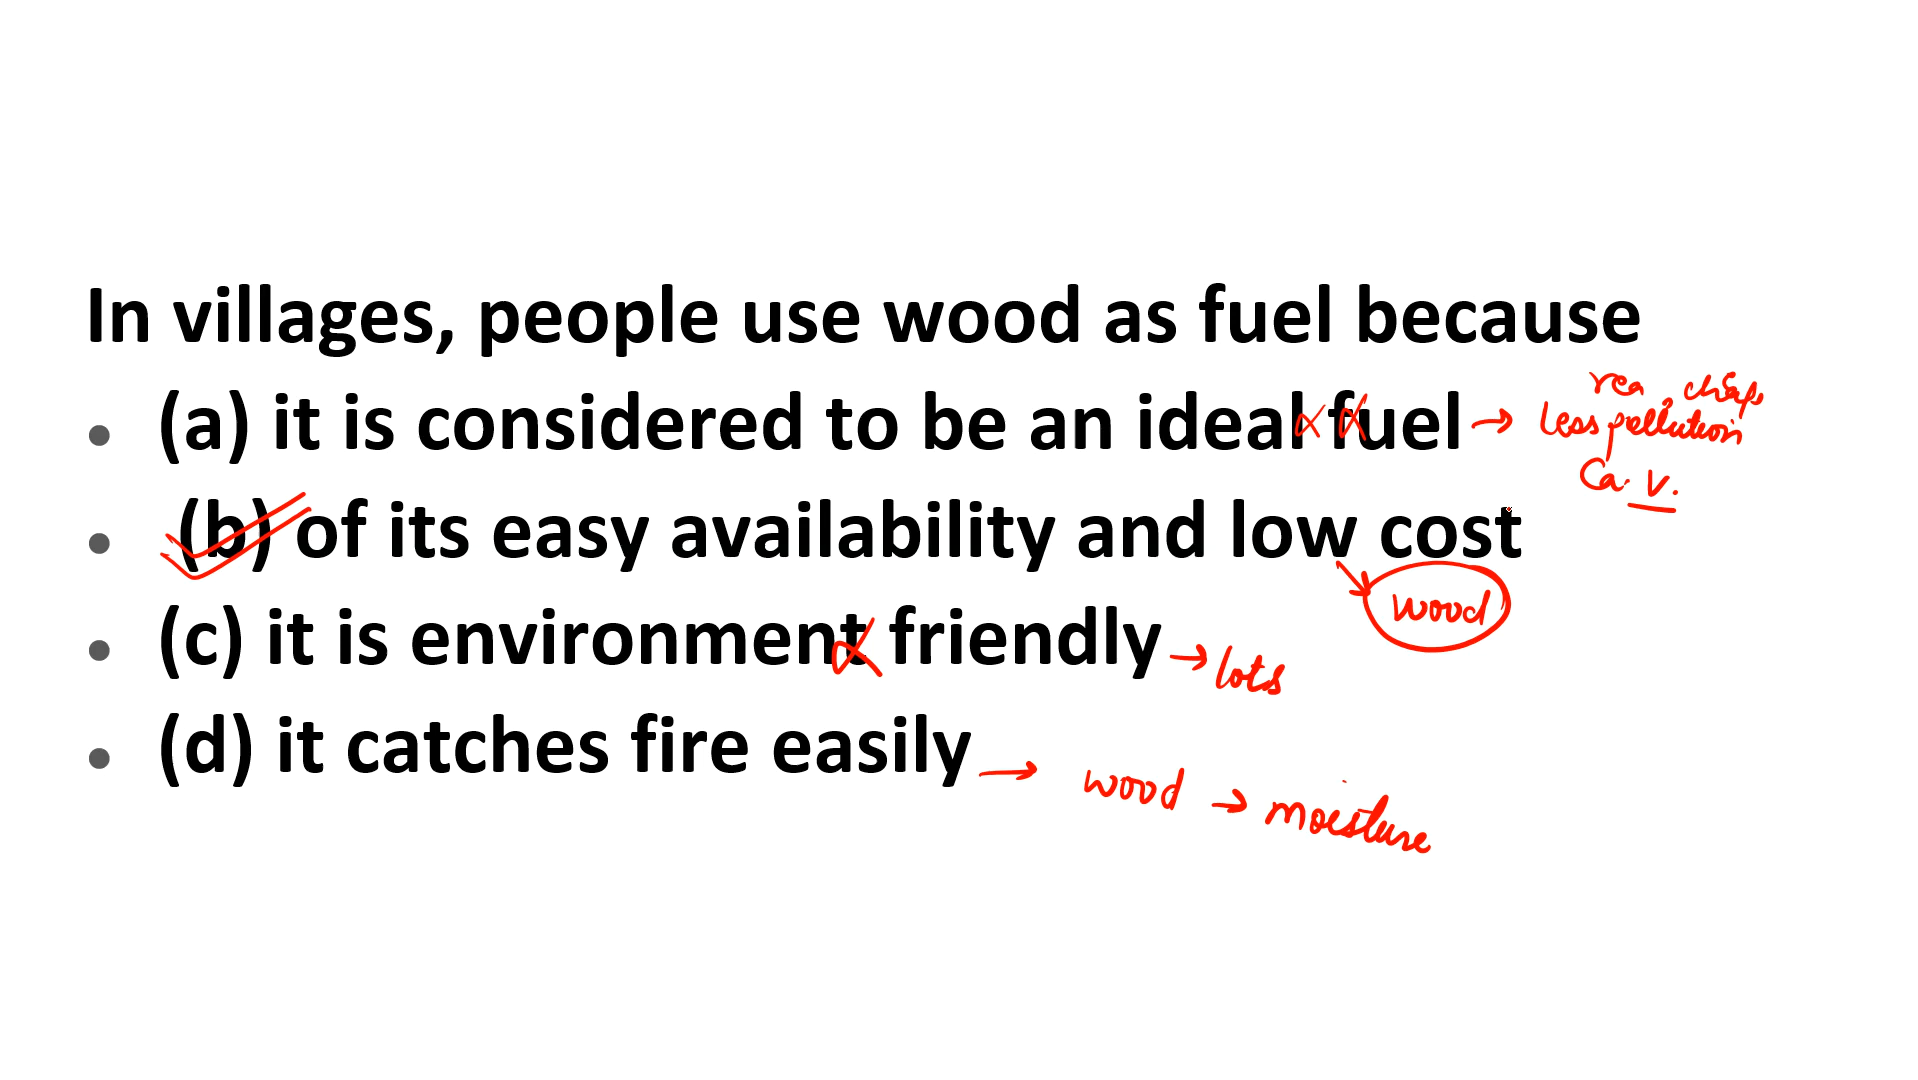 In villages, people use wood as fuel because
• (a) it is considered to be an ideal fuel → less pollution
Ca. V.
• (b) of its easy availability and low cost
wood
• (c) it is environment friendly → lots
• (d) it catches fire easily → wood → moisture